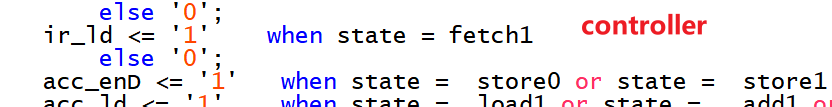 else '0';
ir_ld <= '1' when state = fetch1
controller
else '0';
acc_enD <= '1' when state = store0 or state = store1
acc_ld <= '1' when state = load1 or state = add1 or